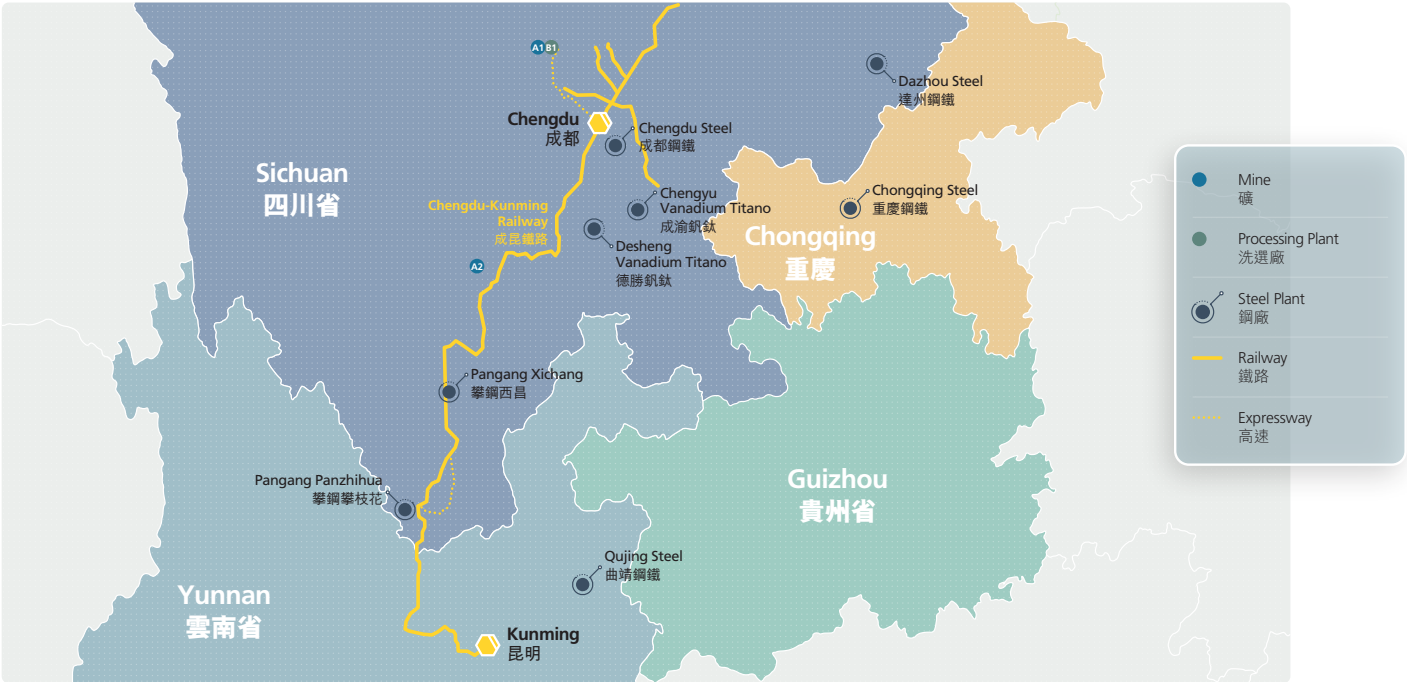 A1 B1
Dazhou Steel
達州鋼鐵
Chengdu
成都
Chengdu Steel
成都鋼鐵
Sichuan
四川省
Chengdu-Kunming
Railway
成昆鐵路
Chengyu
Vanadium Titano
成渝釩鈦
Chongqing Steel
重慶鋼鐵
Chongqing
重慶
Desheng
Vanadium Titano
德勝釩鈦
A2
Pangang Xichang
攀鋼西昌
Pangang Panzhihua
攀鋼攀枝花
Guizhou
貴州省
Qujing Steel
曲靖鋼鐵
Yunnan
雲南省
Kunming
昆明
Mine
礦
Processing Plant
洗選廠
Steel Plant
鋼廠
Railway
鐵路
Expressway
高速